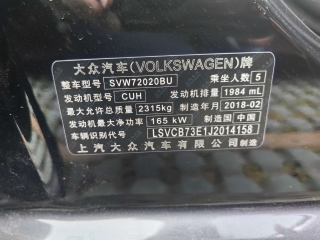 大众汽车(VOLKSWAGEN)牌
整车型号 SVW72020BU 乘坐人数 5
发动机型号 CUH 发动机排量 1984 mL
最大允许总质量 2315kg 制造年月 2018-02
发动机最大净功率 165 kW 制造国 中国
车辆识别代号 LSVCB73E1J2014158
上汽大众汽车有限公司制造